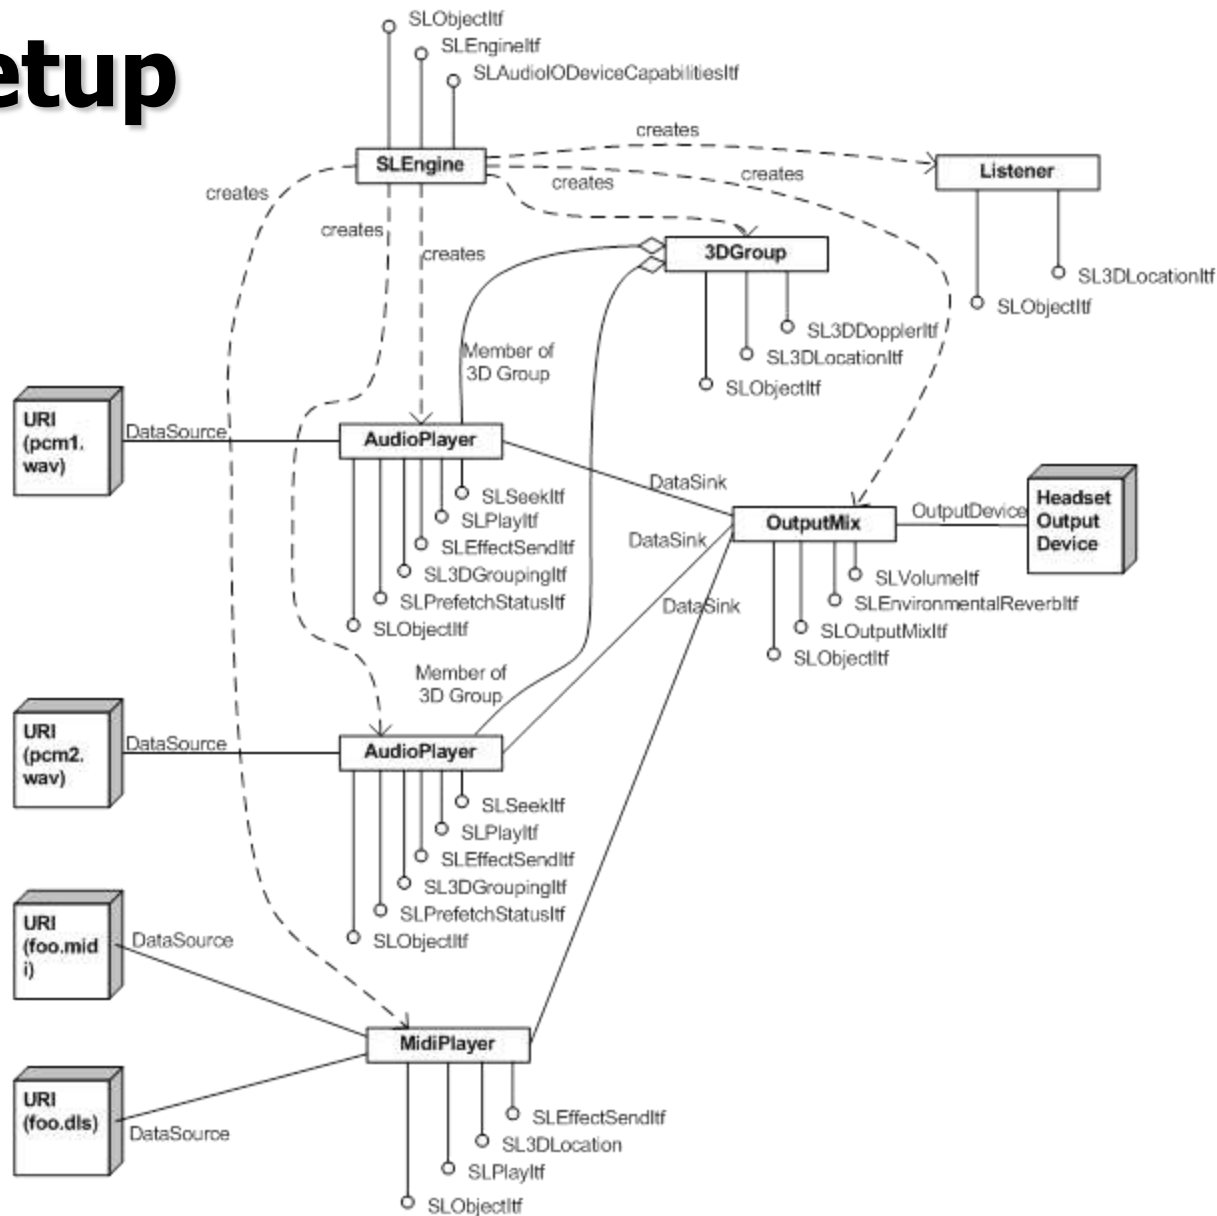 etup
SLObjectItf
SLEngineItf
SLAudioIODeviceCapabilitiesItf
SLEngine
creates
creates
creates
creates
creates
creates
Listener
SL3DLocationItf
SLObjectItf
3DGroup
SL3DDopplerItf
SL3DLocationItf
SLObjectItf
Member of
3D Group
URI
(pcm1.
wav)
DataSource
AudioPlayer
SLSeekItf
SLPlayItf
SLEffectSendItf
SL3DGroupingItf
SLPrefetchStatusItf
SLObjectItf
DataSink
DataSink
DataSink
OutputMix
OutputDevice
Headset
Output
Device
SLVolumeItf
SLEnvironmentalReverbItf
SLOutputMixItf
SLObjectItf
Member of
3D Group
URI
(pcm2.
wav)
DataSource
AudioPlayer
SLSeekItf
SLPlayItf
SLEffectSendItf
SL3DGroupingItf
SLPrefetchStatusItf
SLObjectItf
URI
(foo.mid
i)
DataSource
MidiPlayer
URI
(foo.dls)
DataSource
SLEffectSendItf
SL3DLocation
SLPlayItf
SLObjectItf